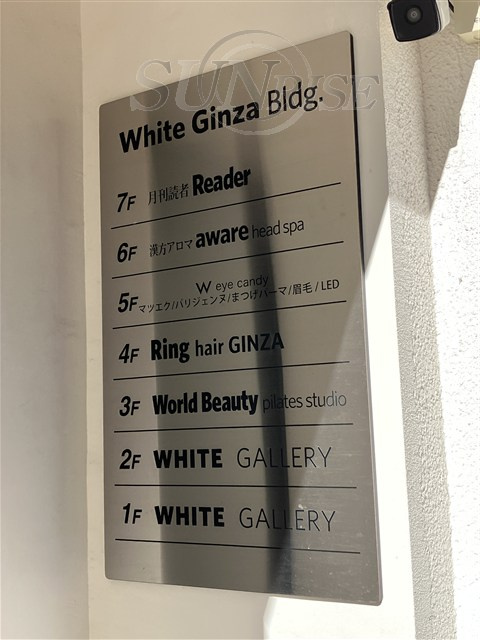 SUNRISE
White Ginza Bldg.
7F 月刊読者 Reader
6F 漢方アロマ aware head spa
5F W eye candy
マツエク/パリジェンヌ/まつげパーマ/眉毛/LED
4F Ring hair GINZA
3F World Beauty pilates studio
2F WHITE GALLERY
1F WHITE GALLERY